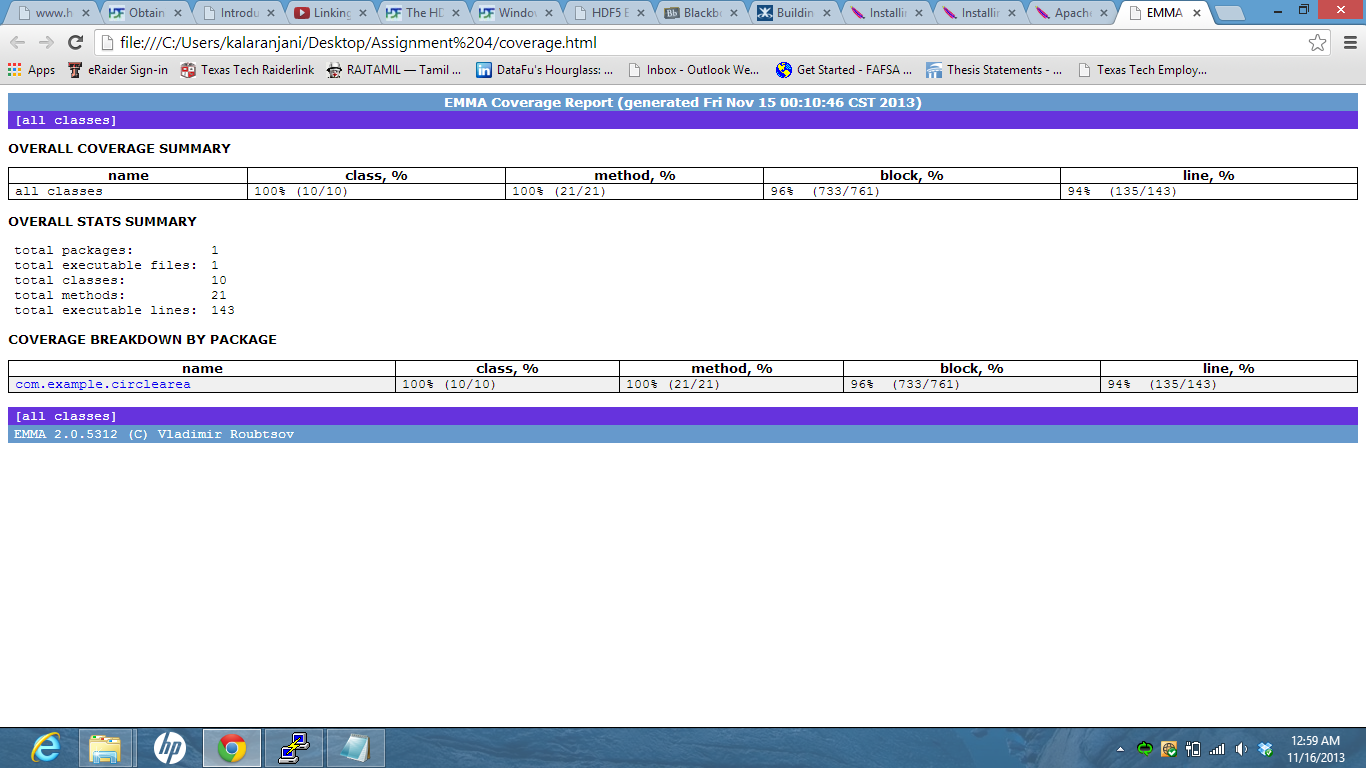 www.h
Obtain
Introdu
Linking
The HD
Windo
HDF5 E
Blackb
Buildin
Installin
Installin
Apache
EMMA
file:///C:/Users/kalaranjani/Desktop/Assignment%204/coverage.html
Apps eRaider Sign-in Texas Tech Raiderlink RAJTAMIL — Tamil ... DataFu's Hourglass: ... Inbox - Outlook We... Get Started - FAFSA ... Thesis Statements - ... Texas Tech Employ...
EMMA Coverage Report (generated Fri Nov 15 00:10:46 CST 2013)
[all classes]
OVERALL COVERAGE SUMMARY
name class, % method, % block, % line, %
all classes 100% (10/10) 100% (21/21) 96% (733/761) 94% (135/143)
OVERALL STATS SUMMARY
total packages: 1
total executable files: 1
total classes: 10
total methods: 21
total executable lines: 143
COVERAGE BREAKDOWN BY PACKAGE
name class, % method, % block, % line, %
com.example.circlearea 100% (10/10) 100% (21/21) 96% (733/761) 94% (135/143)
[all classes]
EMMA 2.0.5312 (C) Vladimir Roubtsov
hp
12:59 AM
11/16/2013